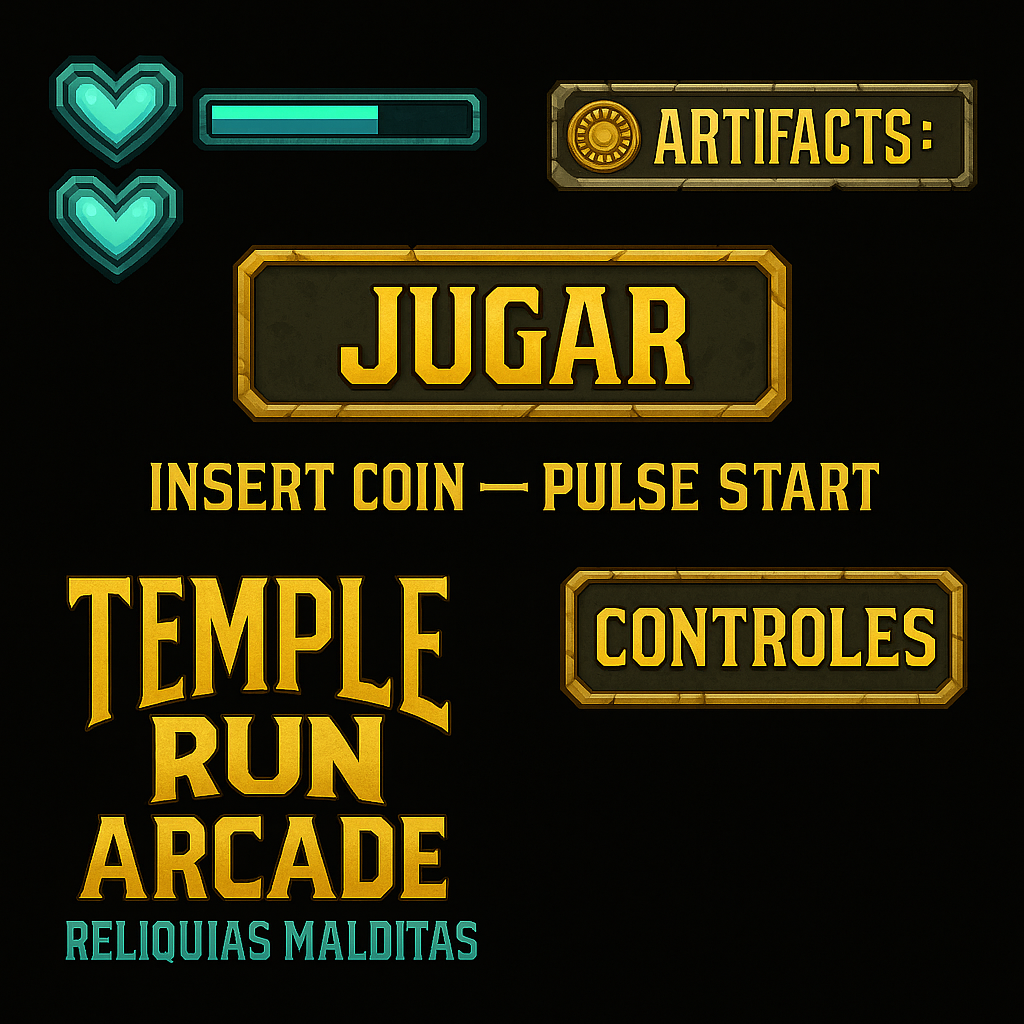 ARTIFACTS:
JUGAR
INSERT COIN — PULSE START
TEMPLE
RUN
ARCADE
RELIQUIAS MALDITAS
CONTROLES